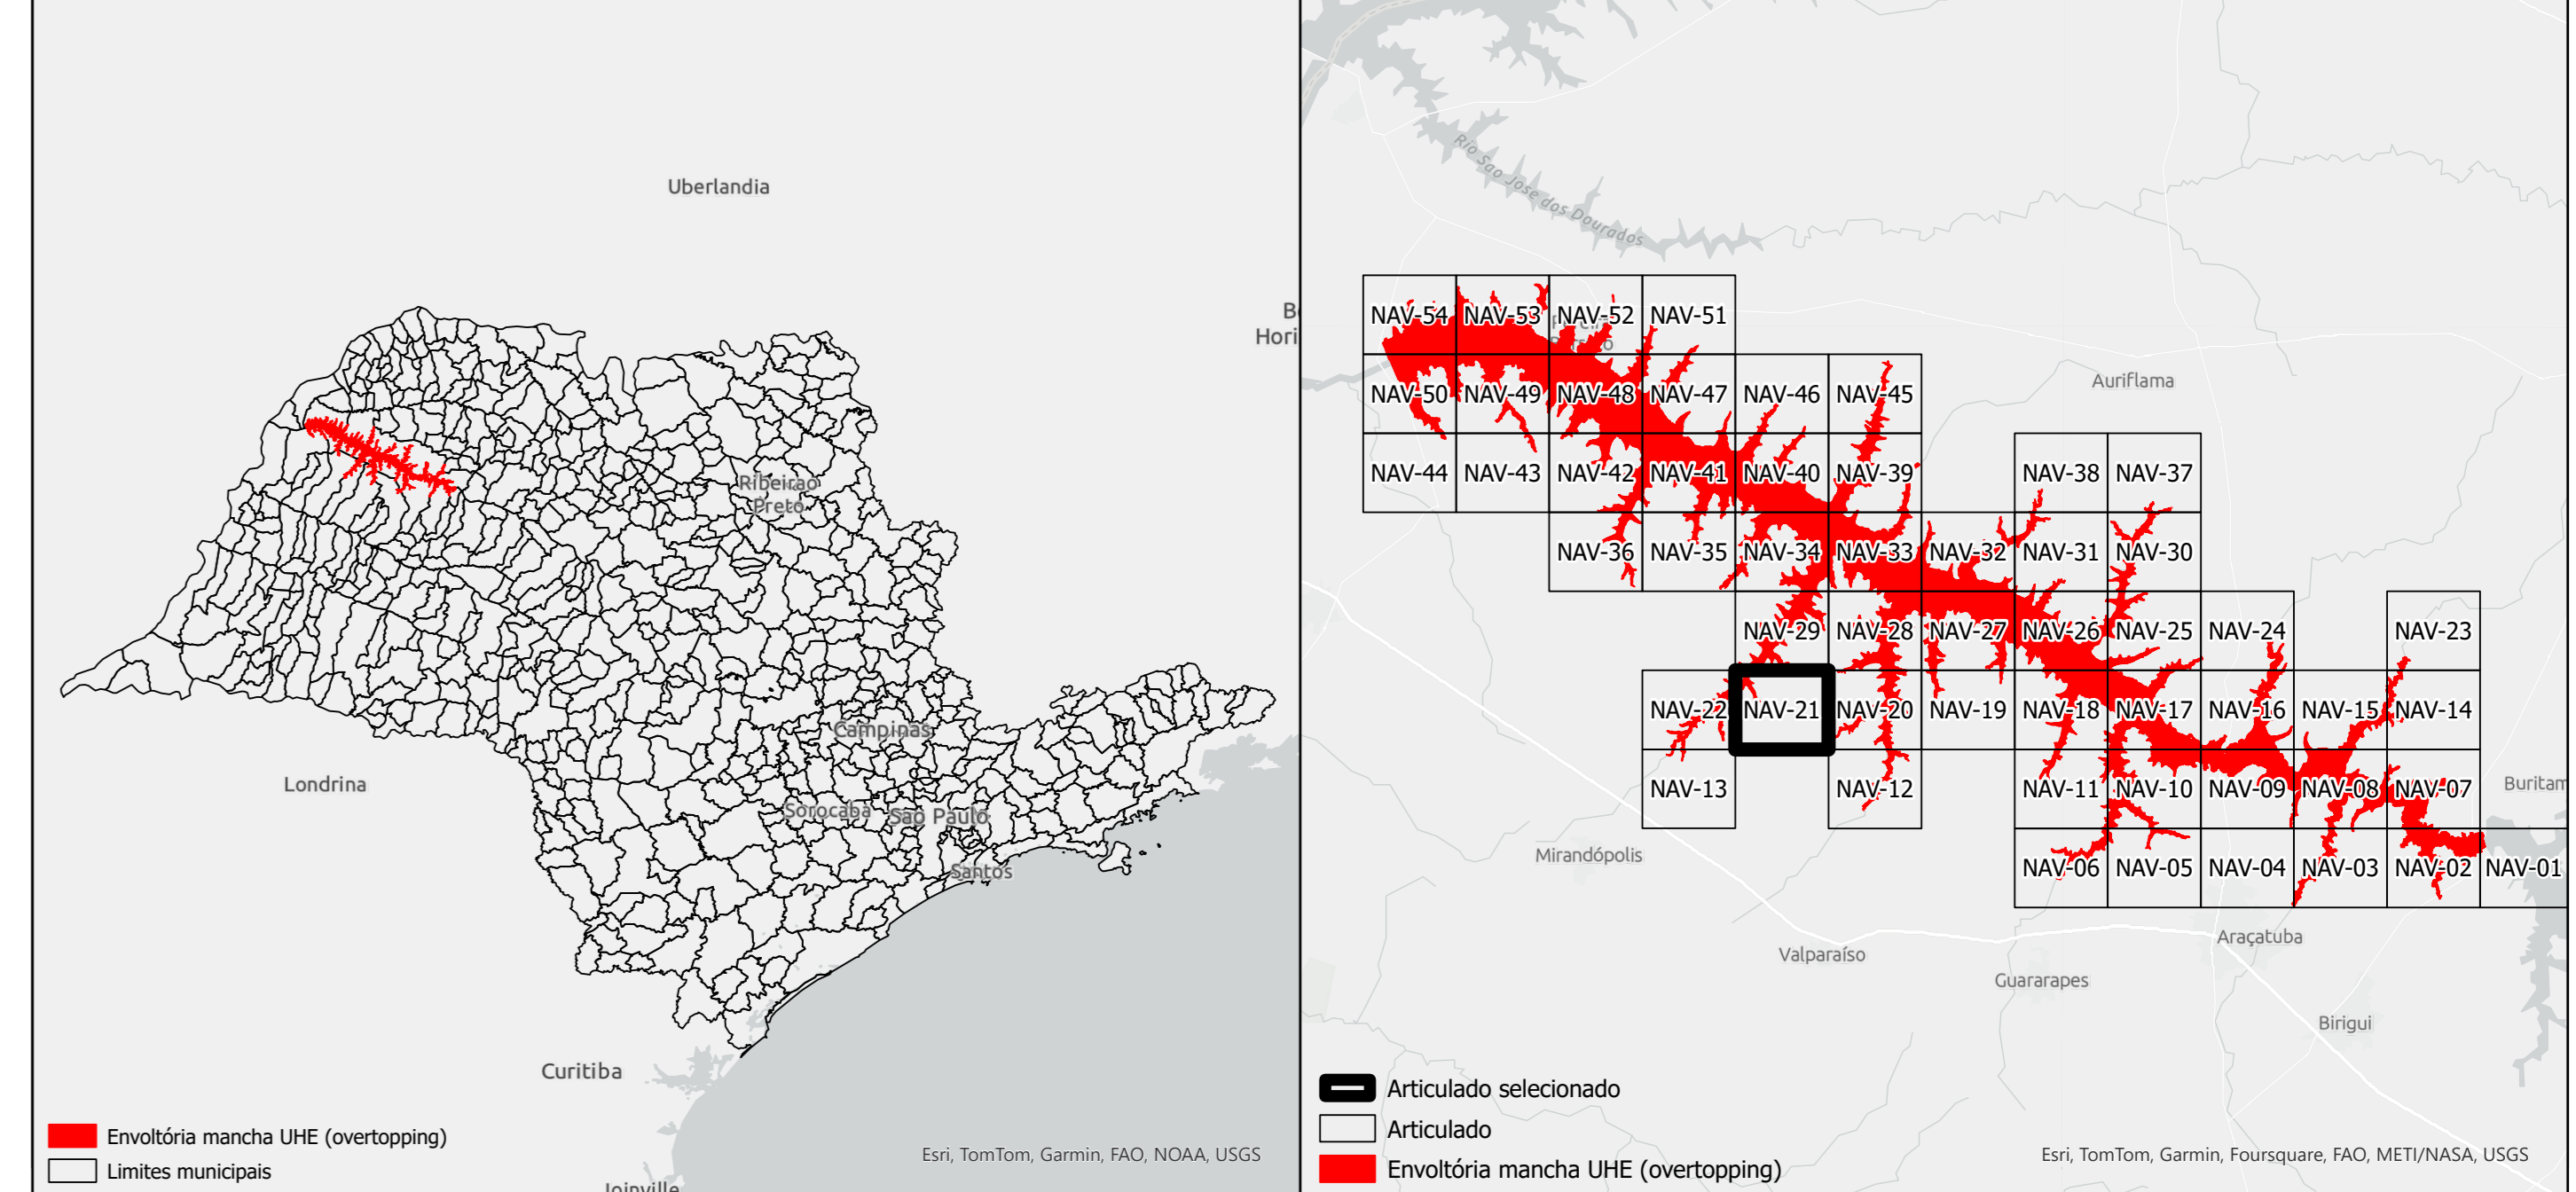 Uberlandia
B
Hori
Ribeirao
Preto
Campinas
Londrina
Sorocaba
Sao Paulo
Santos
Curitiba
Joinville
Envoltória mancha UHE (overtopping)
Limites municipais
Esri, TomTom, Garmin, FAO, NOAA, USGS
Rio Sao Jose dos Dourados
NAV-54 NAV-53 NAV-52 NAV-51
NAV-50 NAV-49 NAV-48 NAV-47 NAV-46 NAV-45
Auriflama
NAV-44 NAV-43 NAV-42 NAV-41 NAV-40 NAV-39 NAV-38 NAV-37
NAV-36 NAV-35 NAV-34 NAV-33 NAV-32 NAV-31 NAV-30
NAV-29 NAV-28 NAV-27 NAV-26 NAV-25 NAV-24 NAV-23
NAV-22 NAV-21 NAV-20 NAV-19 NAV-18 NAV-17 NAV-16 NAV-15 NAV-14
NAV-13 NAV-12 NAV-11 NAV-10 NAV-09 NAV-08 NAV-07
Buritam
NAV-06 NAV-05 NAV-04 NAV-03 NAV-02 NAV-01
Mirandópolis
Valparaíso
Araçatuba
Guararapes
Birigui
Articulado selecionado
Articulado
Envoltória mancha UHE (overtopping)
Esri, TomTom, Garmin, Foursquare, FAO, METI/NASA, USGS